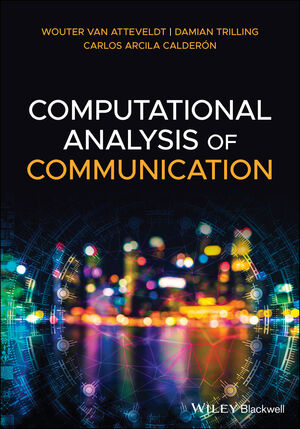 WOUTER VAN ATTEVELDT | DAMIAN TRILLING
CARLOS ARCILA CALDERÓN
COMPUTATIONAL
ANALYSIS OF
COMMUNICATION
WILEY Blackwell